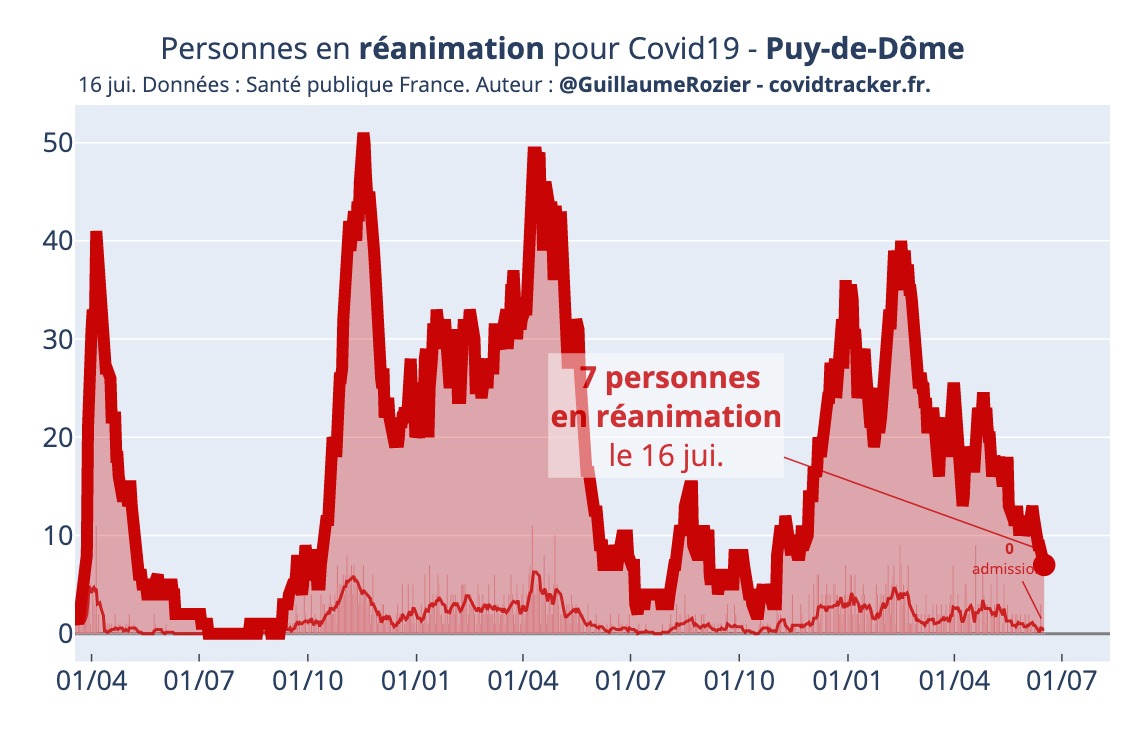 Personnes en réanimation pour Covid19 - Puy-de-Dôme
16 jui. Données : Santé publique France. Auteur : @GuillaumeRozier - covidtracker.fr.
50
40
30
20
10
0
7 personnes
en réanimation
le 16 jui.
0
admissio
01/04 01/07 01/10 01/01 01/04 01/07 01/10 01/01 01/04 01/07